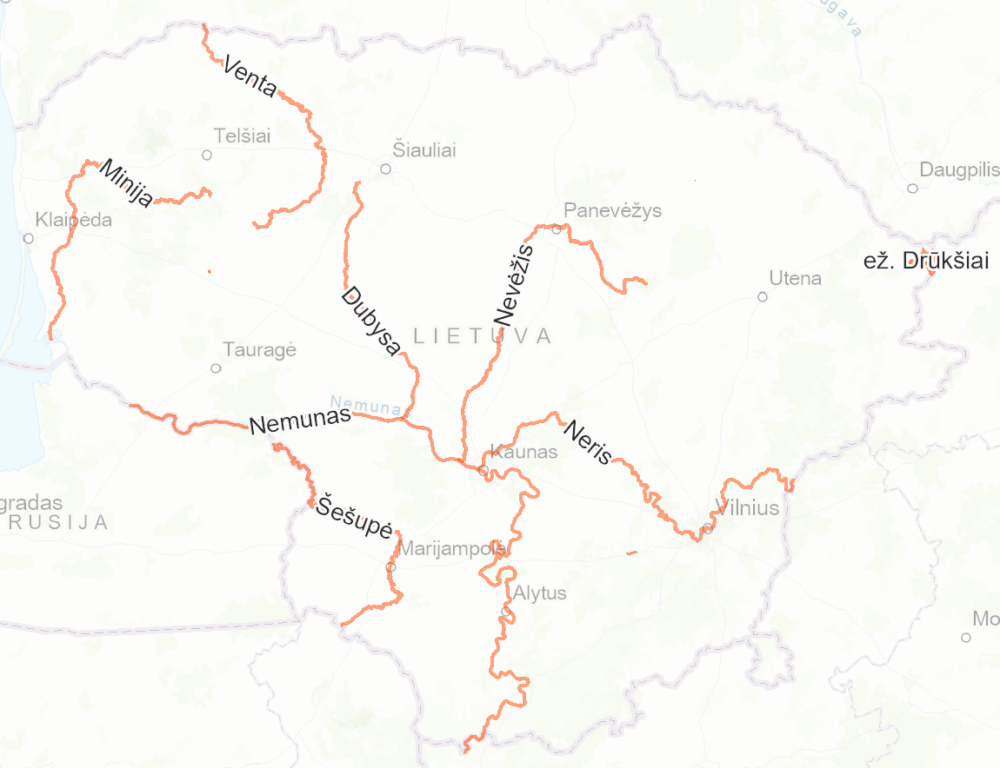 ugava
Venta
Telšiai
Šiauliai
Daugpilis
Minija
Klaipėda
Panevėžys
ež. Drūkšiai
Utena
Nevėžis
Dubysa
LIETUVA
Tauragė
Nemunas
Nemunas
Neris
Kaunas
gradas
RUSIJA
Šešupė
Vilnius
Marijampolė
Alytus
Mo